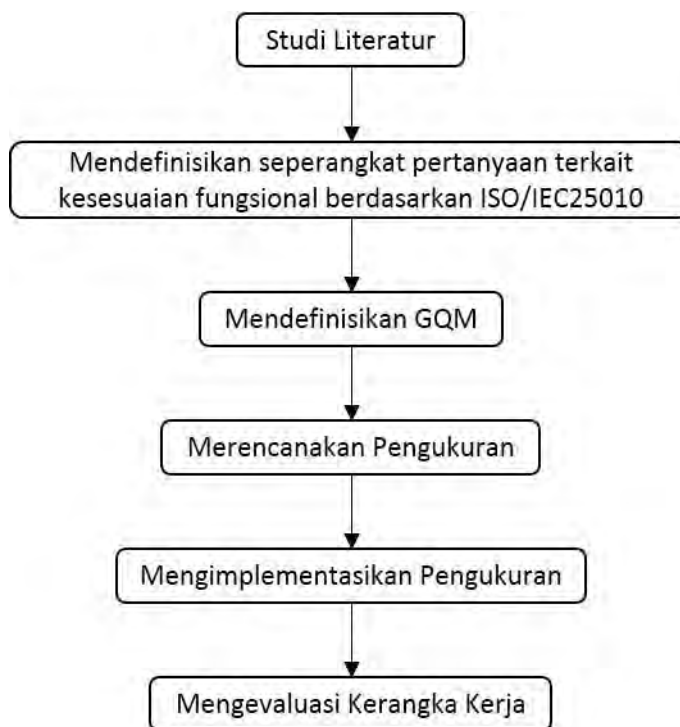 Studi Literatur
Mendefinisikan seperangkat pertanyaan terkait
kesesuaian fungsional berdasarkan ISO/IEC25010
Mendefinisikan GQM
Merencanakan Pengukuran
Mengimplementasikan Pengukuran
Mengevaluasi Kerangka Kerja